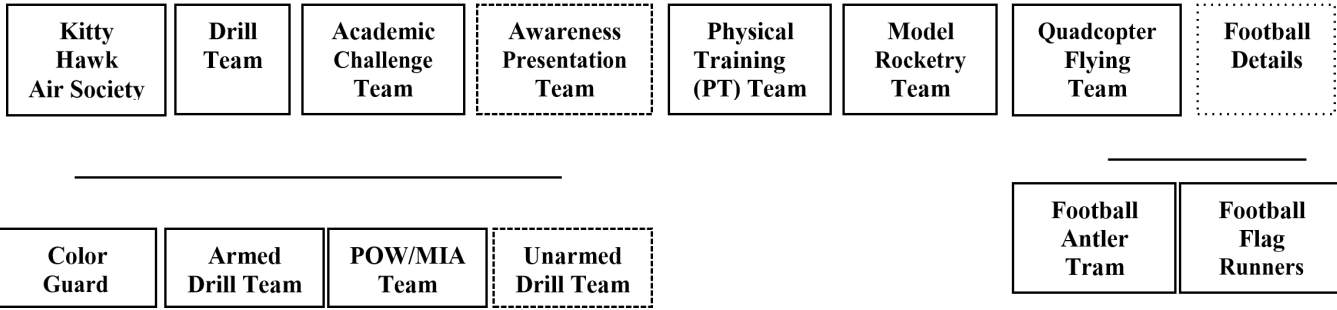 Kitty
Hawk
Air Society
Drill
Team
Academic
Challenge
Team
Awareness
Presentation
Team
Physical
Training
(PT) Team
Model
Rocketry
Team
Quadcopter
Flying
Team
Football
Details
Football
Antler
Tram
Football
Flag
Runners
Color
Guard
Armed
Drill Team
POW/MIA
Team
Unarmed
Drill Team